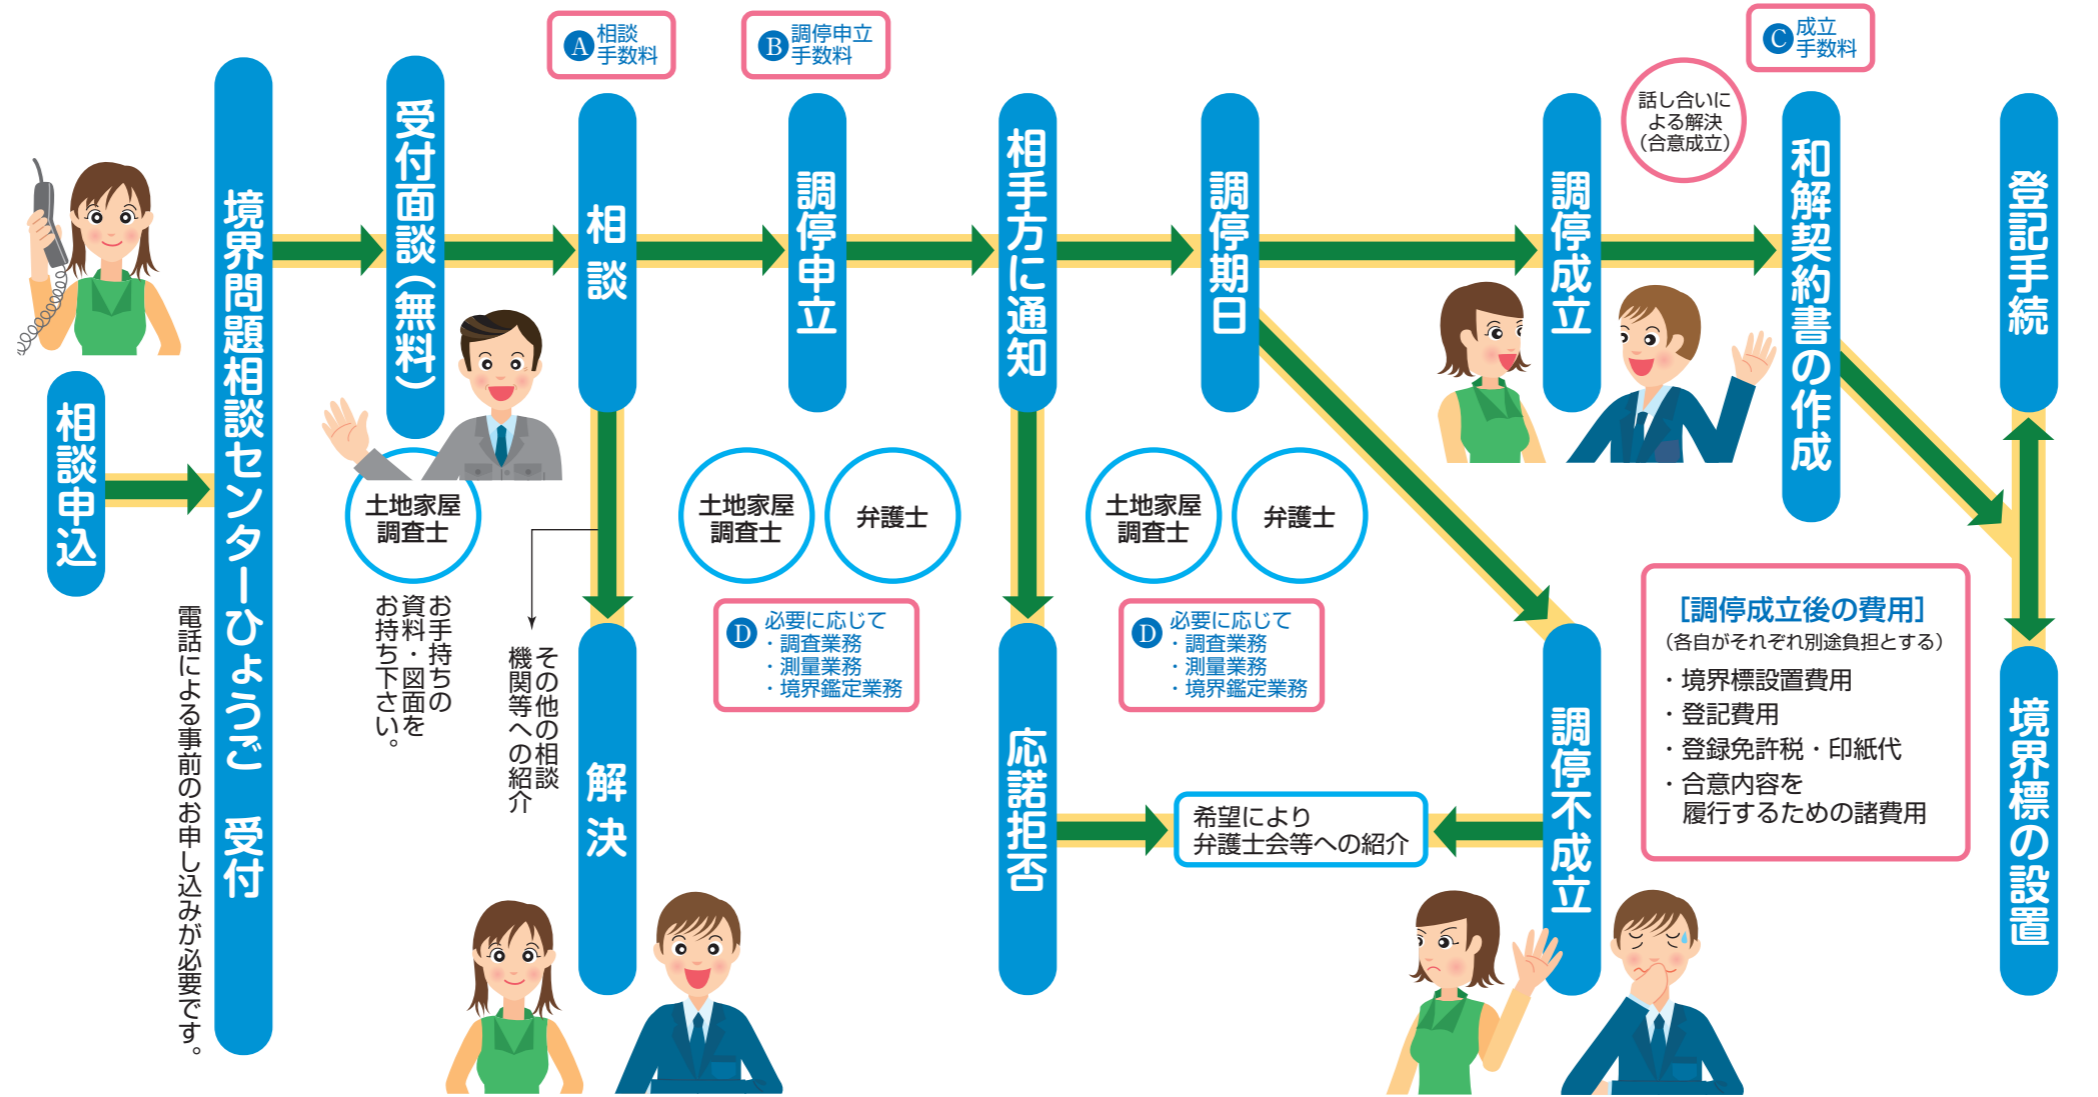 相談申込
境界問題相談センターひょうご　受付
電話による事前のお申し込みが必要です。
受付面談（無料）
土地家屋
調査士
お手持ちの
資料・図面を
お持ち下さい。
A 相談
手数料
相談
その他の相談
機関等への紹介
解決
B 調停申立
手数料
調停申立
土地家屋
調査士
弁護士
D 必要に応じて
・調査業務
・測量業務
・境界鑑定業務
相手方に通知
応諾拒否
調停期日
土地家屋
調査士
弁護士
D 必要に応じて
・調査業務
・測量業務
・境界鑑定業務
希望により
弁護士会等への紹介
調停成立
調停不成立
話し合いに
よる解決
（合意成立）
C 成立
手数料
和解契約書の作成
［調停成立後の費用］
（各自がそれぞれ別途負担とする）
・境界標設置費用
・登記費用
・登録免許税・印紙代
・合意内容を
履行するための諸費用
登記手続
境界標の設置